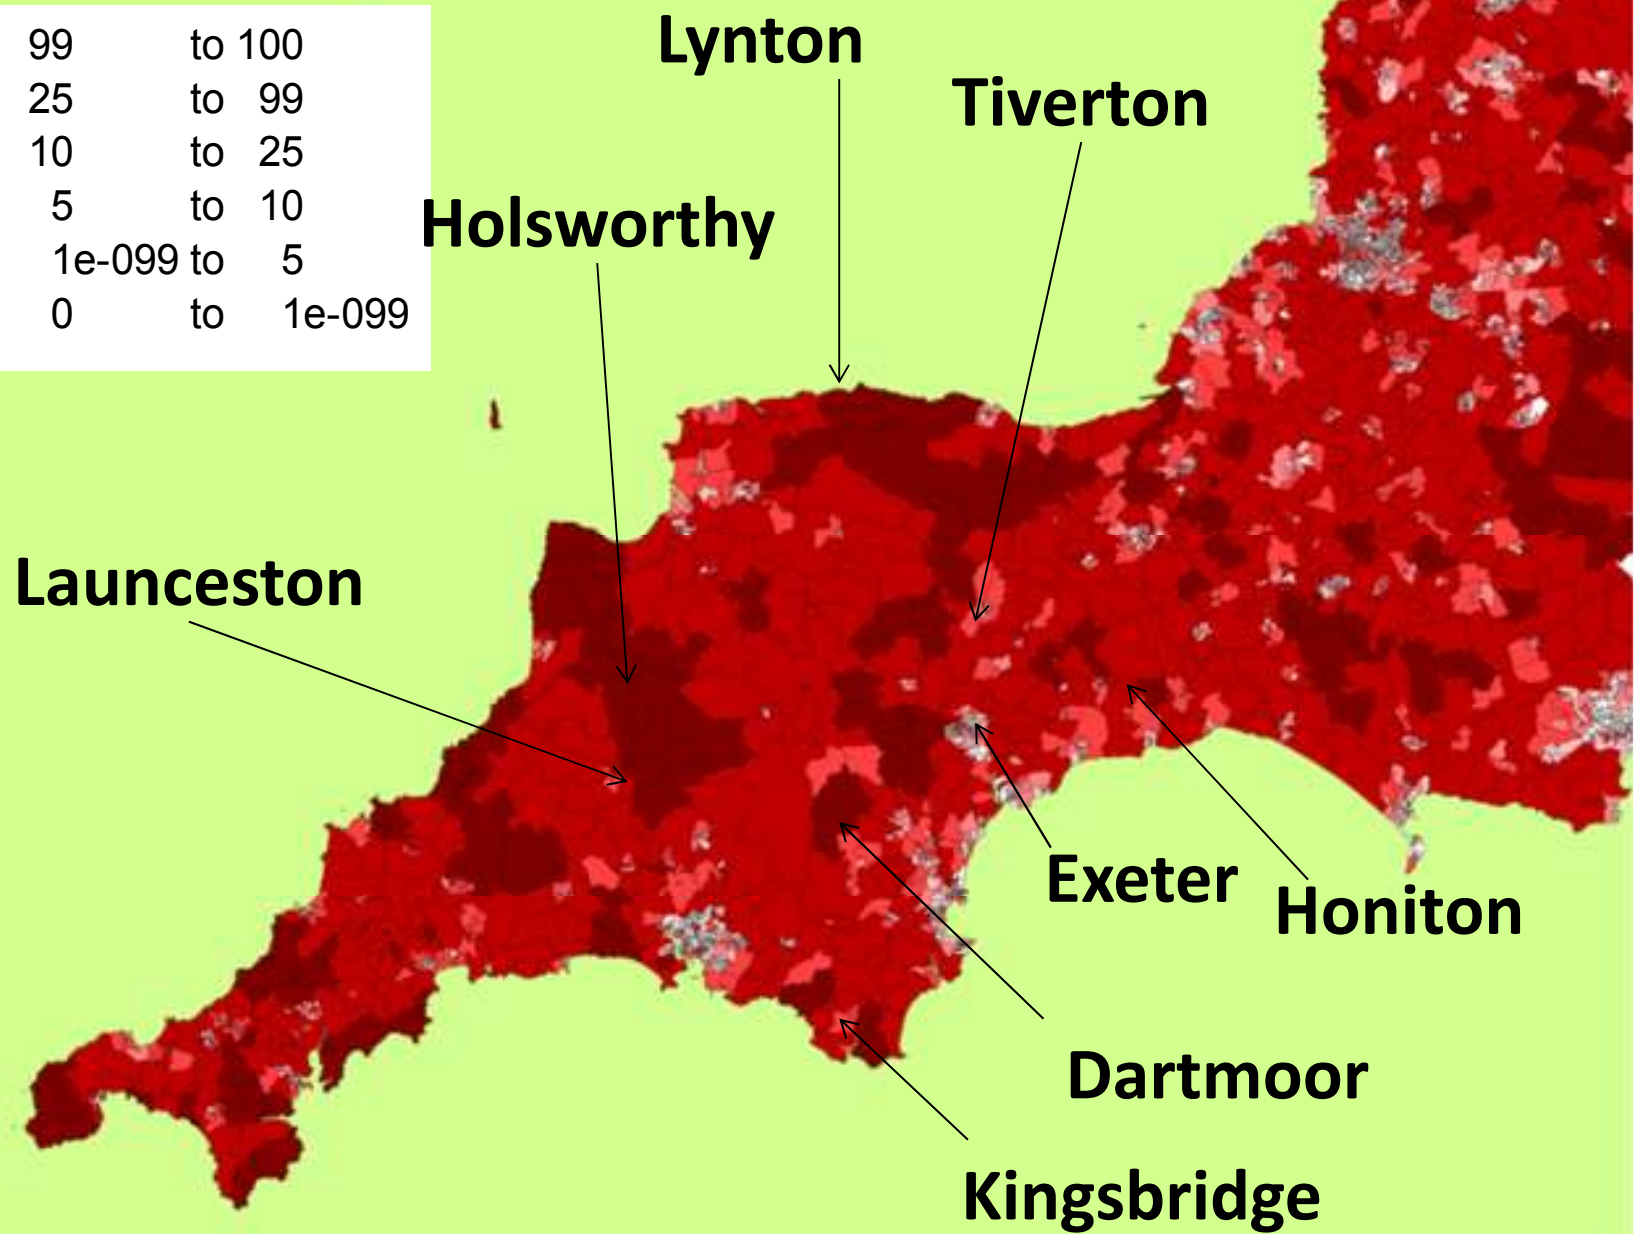 99 to 100
25 to 99
10 to 25
5 to 10
1e-099 to 5
0 to 1e-099
Lynton
Tiverton
Holsworthy
Launceston
Exeter
Honiton
Dartmoor
Kingsbridge